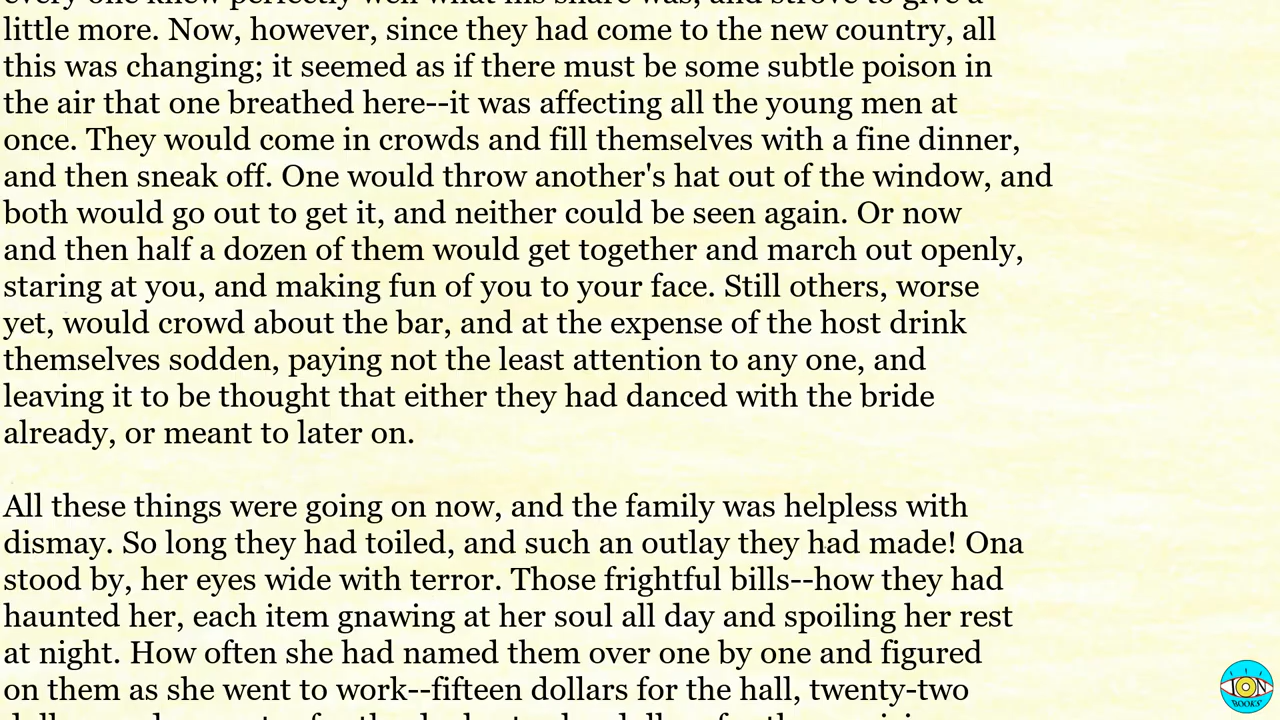 little more. Now, however, since they had come to the new country, all
this was changing; it seemed as if there must be some subtle poison in
the air that one breathed here--it was affecting all the young men at
once. They would come in crowds and fill themselves with a fine dinner,
and then sneak off. One would throw another's hat out of the window, and
both would go out to get it, and neither could be seen again. Or now
and then half a dozen of them would get together and march out openly,
staring at you, and making fun of you to your face. Still others, worse
yet, would crowd about the bar, and at the expense of the host drink
themselves sodden, paying not the least attention to any one, and
leaving it to be thought that either they had danced with the bride
already, or meant to later on.
All these things were going on now, and the family was helpless with
dismay. So long they had toiled, and such an outlay they had made! Ona
stood by, her eyes wide with terror. Those frightful bills--how they had
haunted her, each item gnawing at her soul all day and spoiling her rest
at night. How often she had named them over one by one and figured
on them as she went to work--fifteen dollars for the hall, twenty-two
ION
BOOKS